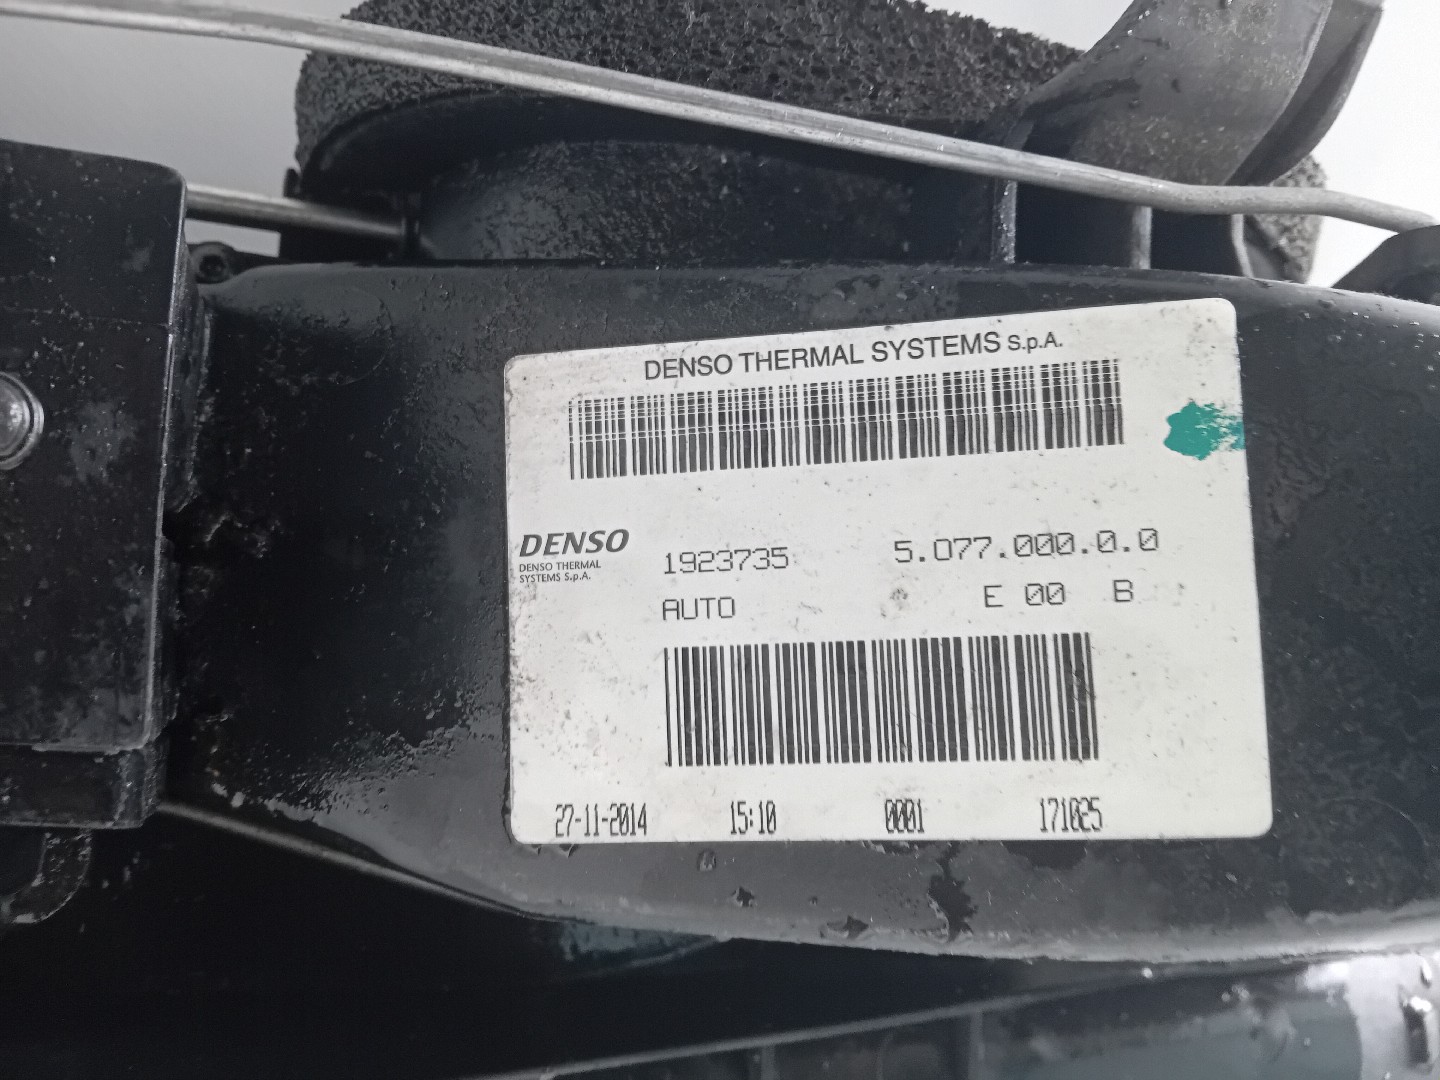 DENSO THERMAL SYSTEMS S.p.A.
DENSO
DENSO THERMAL
SYSTEMS S.p.A.
1923735 5.077.000.0.0
AUTO E 00 B
27-11-2014 15:10 0001 171025